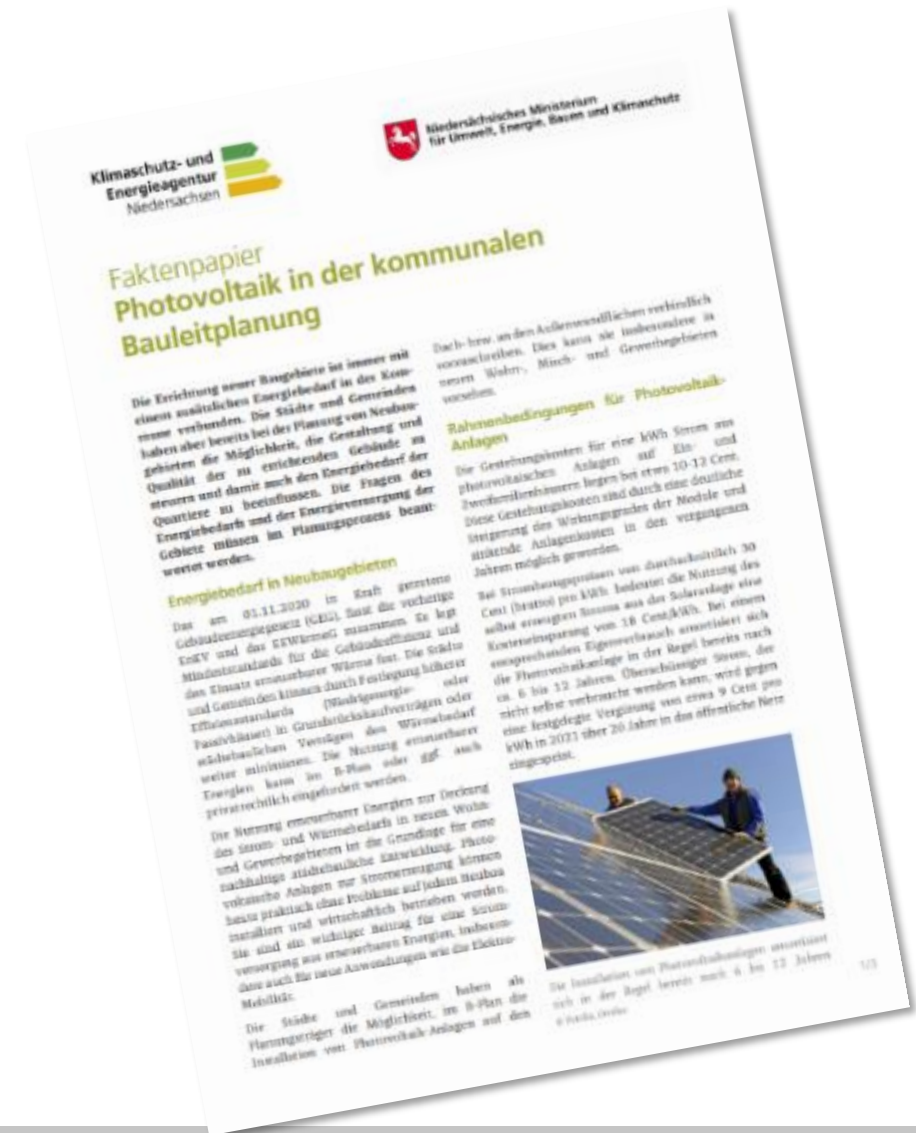 Klimaschutz- und
Energieagentur
Niedersachsen
Niedersächsisches Ministerium
für Umwelt, Energie, Bauen und Klimaschutz
Faktenpapier
Photovoltaik in der kommunalen
Bauleitplanung
Die Errichtung neuer Baugebiete ist immer mit
einem zusätzlichen Energiebedarf in der Kom-
mune verbunden. Die Städte und Gemeinden
haben aber bereits bei der Planung von Neubau-
gebieten die Möglichkeit, die Gestaltung und
Qualität der zu errichtenden Gebäude zu
steuern und damit auch den Energiebedarf der
Quartiere zu beeinflussen. Die Fragen des
Energiebedarfs und der Energieversorgung der
Gebiete müssen im Planungsprozess beant-
wortet werden.
Energiebedarf in Neubaugebieten
Das am 01.11.2020 in Kraft getretene
Gebäudeenergiegesetz (GEG), fasst die vorherige
EnEV und das EEWärmeG zusammen. Es legt
Mindeststandards für die Gebäudeeffizienz und
den Einsatz erneuerbarer Wärme fest. Die Städte
und Gemeinden können durch Festlegung höherer
Effizienzstandards (Niedrigenergie- oder
Passivhäuser) in Grundstückskaufverträgen oder
städtebaulichen Verträgen den Wärmebedarf
weiter minimieren. Die Nutzung erneuerbarer
Energien kann im B-Plan oder ggf. auch
privatrechtlich eingefordert werden.
Die Nutzung erneuerbarer Energien zur Deckung
des Strom- und Wärmebedarfs in neuen Wohn-
und Gewerbegebieten ist die Grundlage für eine
nachhaltige städtebauliche Entwicklung. Photo-
voltaische Anlagen zur Stromerzeugung können
heute praktisch ohne Probleme auf jedem Neubau
installiert und wirtschaftlich betrieben werden.
Sie sind ein wichtiger Beitrag für eine Strom-
versorgung aus erneuerbaren Energien, insbeson-
dere auch für neue Anwendungen wie die Elektro-
Mobilität.
Die Städte und Gemeinden haben als
Planungsträger die Möglichkeit, im B-Plan die
Installation von Photovoltaik-Anlagen auf den
Dach- bzw. an den Außenwandflächen verbindlich
vorzuschreiben. Dies kann sie insbesondere in
neuen Wohn-, Misch- und Gewerbegebieten
vorsehen.
Rahmenbedingungen für Photovoltaik-
Anlagen
Die Gestehungskosten für eine kWh Strom aus
photovoltaischen Anlagen auf Ein- und
Zweifamilienhäusern liegen bei etwa 10-12 Cent.
Diese Gestehungskosten sind durch eine deutliche
Steigerung des Wirkungsgrades der Module und
sinkende Anlagenkosten in den vergangenen
Jahren möglich geworden.
Bei Strombezugspreisen von durchschnittlich 30
Cent (brutto) pro kWh, bedeutet die Nutzung des
selbst erzeugten Stroms aus der Solaranlage eine
Kosteneinsparung von 18 Cent/kWh. Bei einem
entsprechenden Eigenverbrauch amortisiert sich
die Photovoltaikanlage in der Regel bereits nach
ca. 6 bis 12 Jahren. Überschüssiger Strom, der
nicht selbst verbraucht werden kann, wird gegen
eine festgelegte Vergütung von etwa 9 Cent pro
kWh in 2021 über 20 Jahre in das öffentliche Netz
eingespeist.
Die Installation von Photovoltaikanlagen amortisiert
sich in der Regel bereits nach 6 bis 12 Jahren
©
1/3